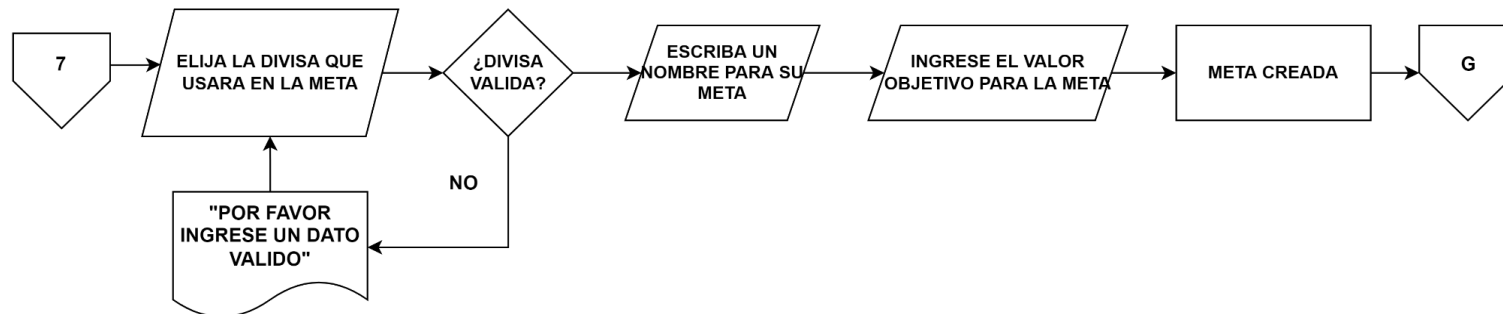 7
ELIJA LA DIVISA QUE
USARA EN LA META
¿DIVISA
VALIDA?
ESCRIBA UN
NOMBRE PARA SU
META
INGRESE EL VALOR
OBJETIVO PARA LA META
META CREADA
G
NO
"POR FAVOR
INGRESE UN DATO
VALIDO"